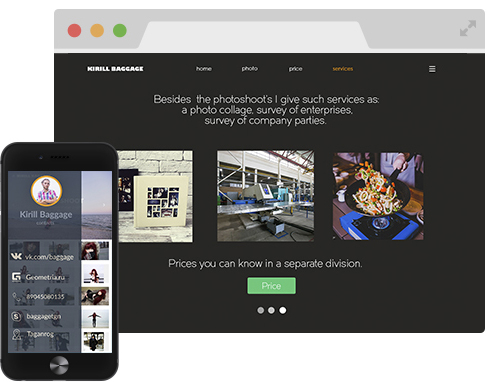 KIRILL BAGGAGE
home photo price services
Besides the photoshoot's I give such services as:
a photo collage, survey of enterprises,
survey of company parties.
Prices you can know in a separate division.
Price
Kirill Baggage
contacts
vk.com/baggage
Geometria.ru
89045080135
baggagetgn
Taganrog